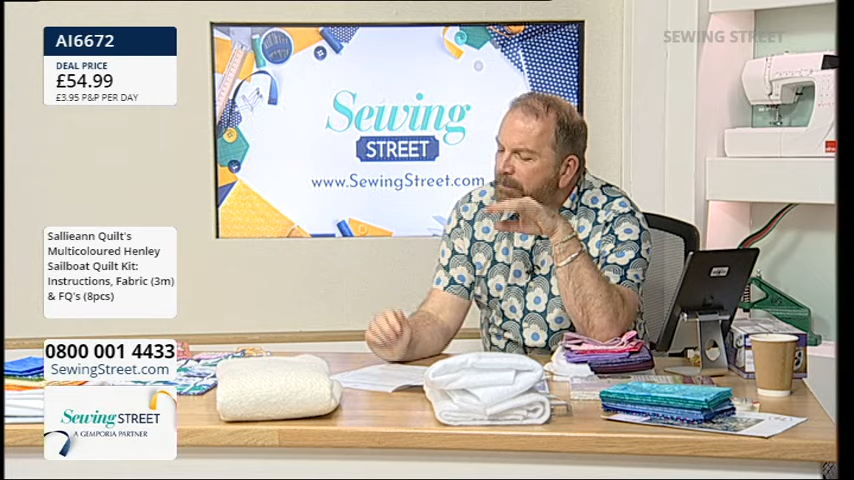 AI6672
DEAL PRICE
£54.99
£3.95 P&P PER DAY
SEWING STREET
Sewing
STREET
www.SewingStreet.com
Sallieann Quilt's
Multicoloured Henley
Sailboat Quilt Kit:
Instructions, Fabric (3m)
& FQ's (8pcs)
0800 001 4433
SewingStreet.com
Sewing STREET
A GEMPORIA PARTNER